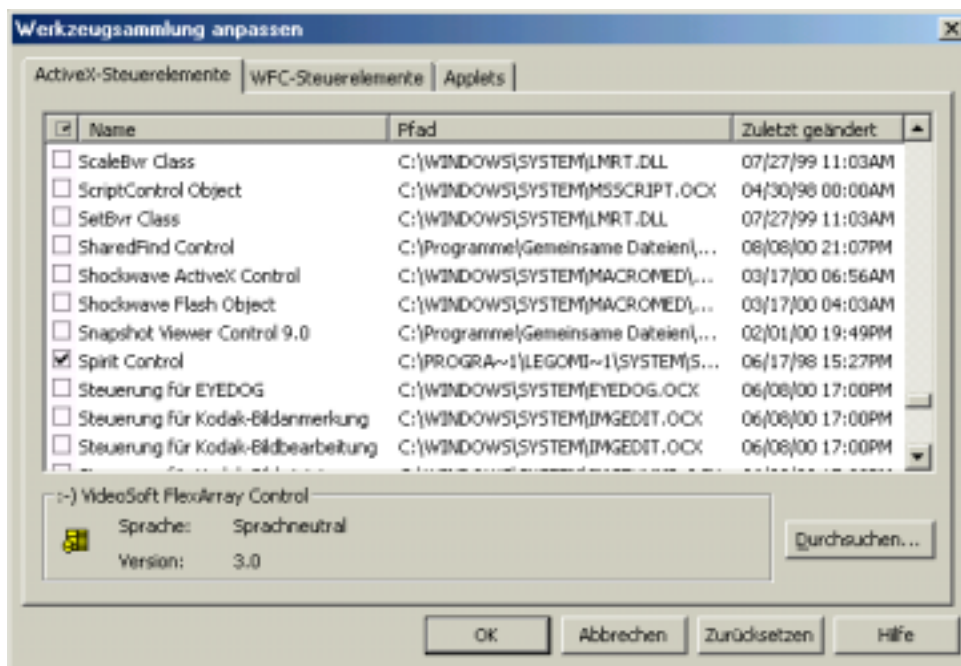 Werkzeugsammlung anpassen
ActiveX-Steuerelemente WFC-Steuerelemente Applets
Name Pfad Zuletzt geändert
ScaleBvr Class C:\WINDOWS\SYSTEM\LMRT.DLL 07/27/99 11:03AM
ScriptControl Object C:\WINDOWS\SYSTEM\MSSCRIPT.OCX 04/30/98 00:00AM
SetBvr Class C:\WINDOWS\SYSTEM\LMRT.DLL 07/27/99 11:03AM
SharedFind Control C:\Programme\Gemeinsame Dateien\,... 08/08/00 21:07PM
Shockwave ActiveX Control C:\WINDOWS\SYSTEM\MACROMED\,... 03/17/00 06:56AM
Shockwave Flash Object C:\WINDOWS\SYSTEM\MACROMED\,... 03/17/00 04:03AM
Snapshot Viewer Control 9.0 C:\Programme\Gemeinsame Dateien\,... 02/01/00 19:49PM
Spirit Control C:\PROGRA~1\LEGOMI~1\SYSTEM\S... 06/17/98 15:27PM
Steuerung für EYEDOG C:\WINDOWS\SYSTEM\EYEDOG.OCX 06/08/00 17:00PM
Steuerung für Kodak-Bildanmerkung C:\WINDOWS\SYSTEM\IMGEDIT.OCX 06/08/00 17:00PM
Steuerung für Kodak-Bildbearbeitung C:\WINDOWS\SYSTEM\IMGEDIT.OCX 06/08/00 17:00PM
:-) VideoSoft FlexArray Control
Sprache: Sprachneutral
Durchsuchen...
Version: 3.0
OK Abbrechen Zurücksetzen Hilfe